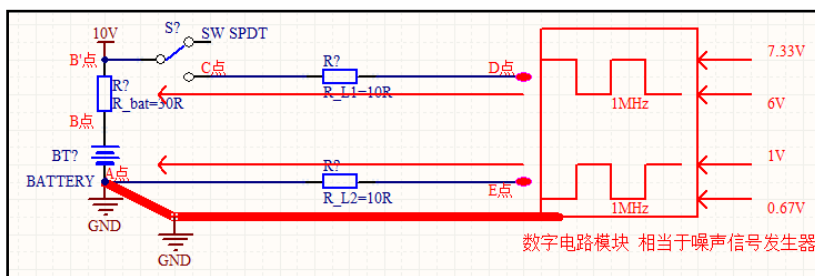 10V
S?
SW SPDT
B'点
C点
R?
D点
R_L1=10R
R?
R_bat=30R
B点
BT?
BATTERY
A点
R?
R_L2=10R
E点
GND
GND
1MHz
1MHz
7.33V
6V
1V
0.67V
数字电路模块 相当于噪声信号发生器